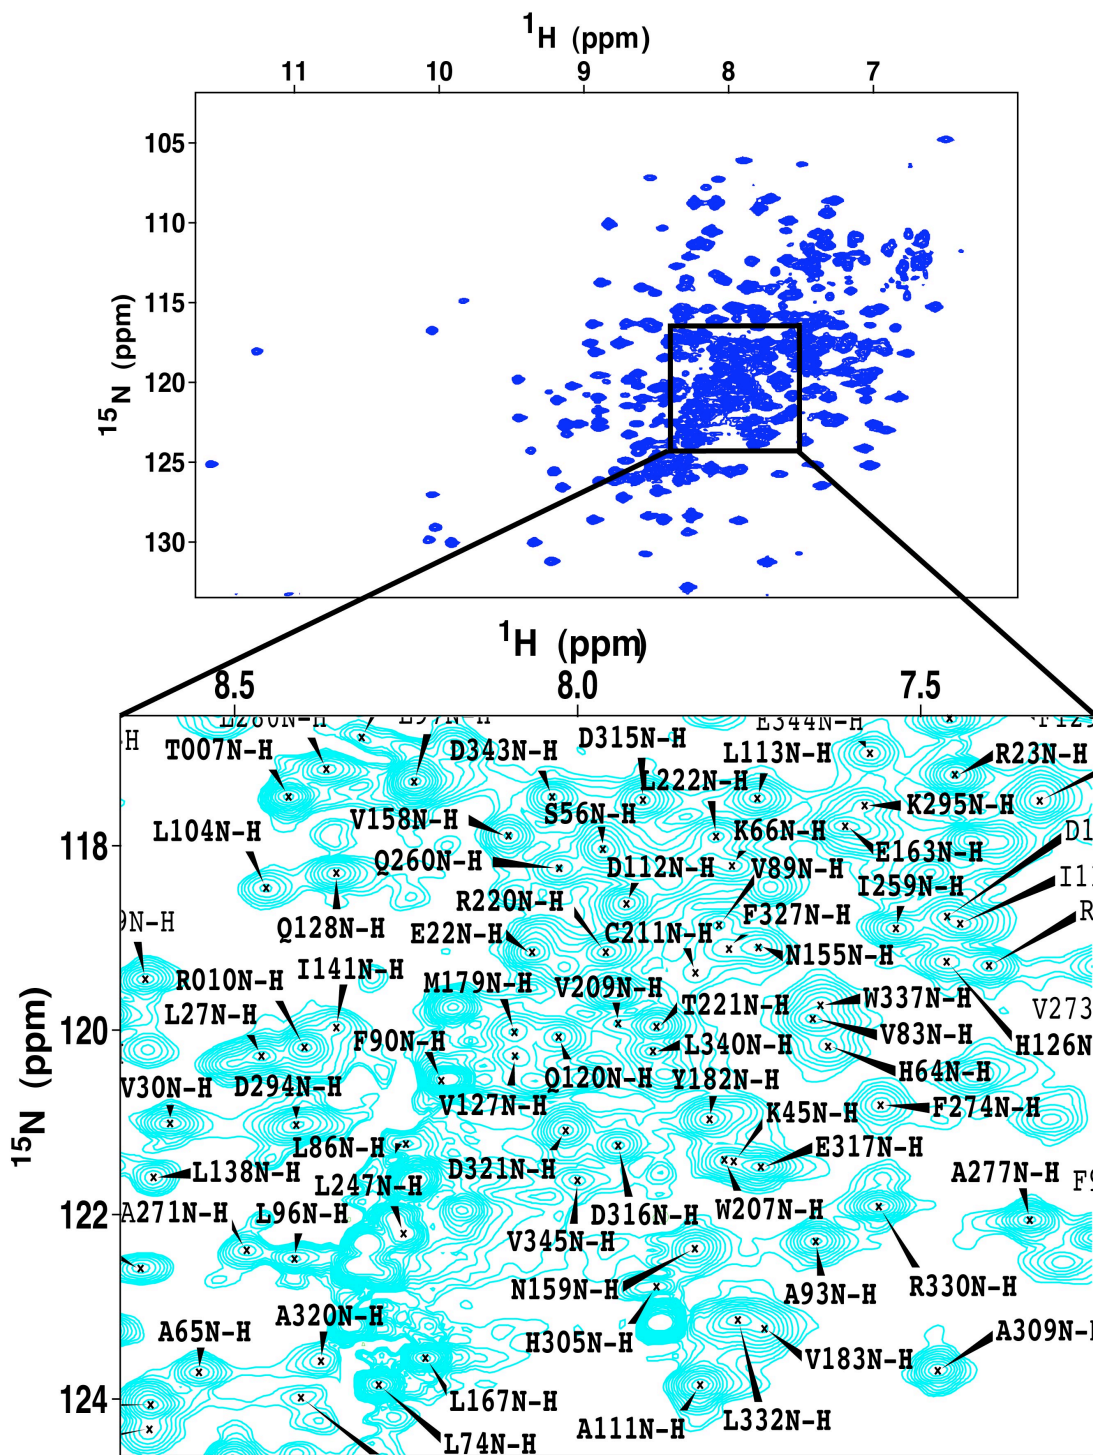 1H (ppm)
11 10 9 8 7
105
110
115
120
125
130
15N (ppm)
1H (ppm)
8.5 8.0 7.5
118
120
122
124
15N (ppm)
L280N-H
E344N-H
T007N-H
D343N-H
D315N-H
L113N-H
R23N-H
L222N-H
S56N-H
K295N-H
V158N-H
L104N-H
K66N-H
E163N-H
Q260N-H
D112N-H
V89N-H
I259N-H
R220N-H
Q128N-H
E22N-H
C211N-H
F327N-H
N155N-H
9N-H
R010N-H
I141N-H
M179N-H
V209N-H
T221N-H
W337N-H
V273
L27N-H
F90N-H
L340N-H
V83N-H
H126N
V30N-H
D294N-H
Q120N-H
Y182N-H
H64N-H
V127N-H
K45N-H
F274N-H
L86N-H
D321N-H
E317N-H
L138N-H
L247N-H
A277N-H
A271N-H
L96N-H
V345N-H
D316N-H
W207N-H
N159N-H
A93N-H
R330N-H
A320N-H
H305N-H
A65N-H
A309N-H
V183N-H
L167N-H
A111N-H
L332N-H
L74N-H